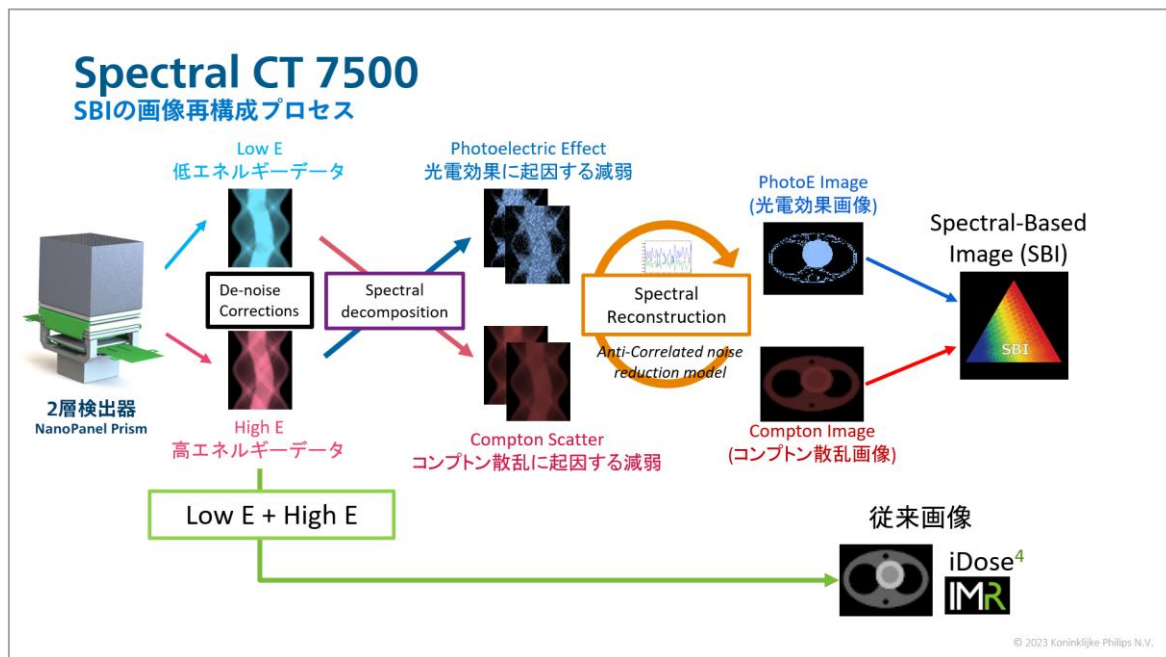 Spectral CT 7500
SBIの画像再構成プロセス
Low E
低エネルギーデータ
Photoelectric Effect
光電効果に起因する減弱
PhotoE Image
(光電効果画像)
Spectral-Based
Image (SBI)
De-noise
Corrections
Spectral
decomposition
Spectral
Reconstruction
Anti-Correlated noise
reduction model
SBI
2層検出器
NanoPanel Prism
High E
高エネルギーデータ
Compton Scatter
コンプトン散乱に起因する減弱
Compton Image
(コンプトン散乱画像)
Low E + High E
従来画像
iDose⁴
IMR
© 2023 Koninklijke Philips N.V.